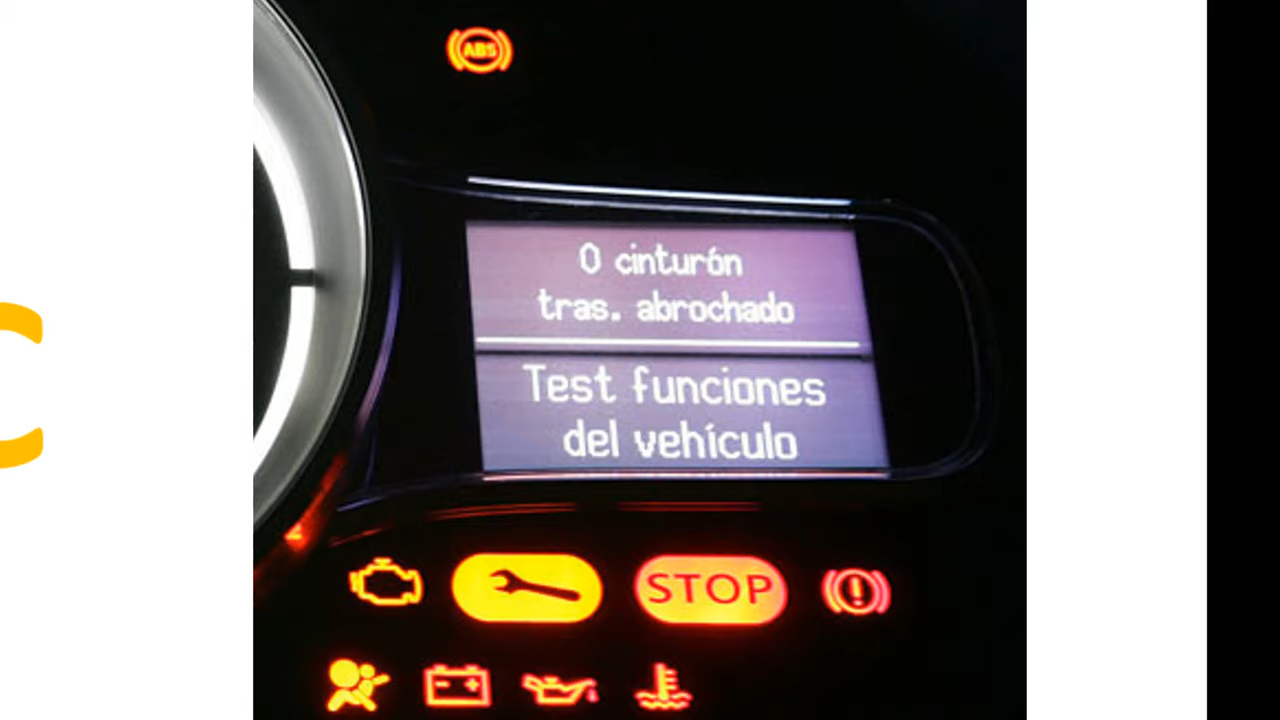 ABS
0 cinturón
tras. abrochado
Test funciones
del vehículo
STOP